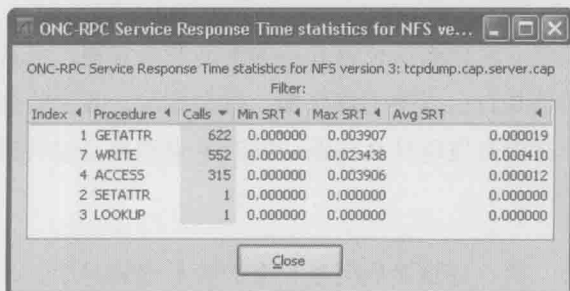 ONC-RPC Service Response Time statistics for NFS ve...
ONC-RPC Service Response Time statistics for NFS version 3: tcpdump.cap.server.cap
Filter:
Index Procedure Calls Min SRT Max SRT Avg SRT
1 GETATTR 622 0.000000 0.003907 0.000019
7 WRITE 552 0.000000 0.023438 0.000410
4 ACCESS 315 0.000000 0.003906 0.000012
2 SETATTR 1 0.000000 0.000000 0.000000
3 LOOKUP 1 0.000000 0.000000 0.000000
Close